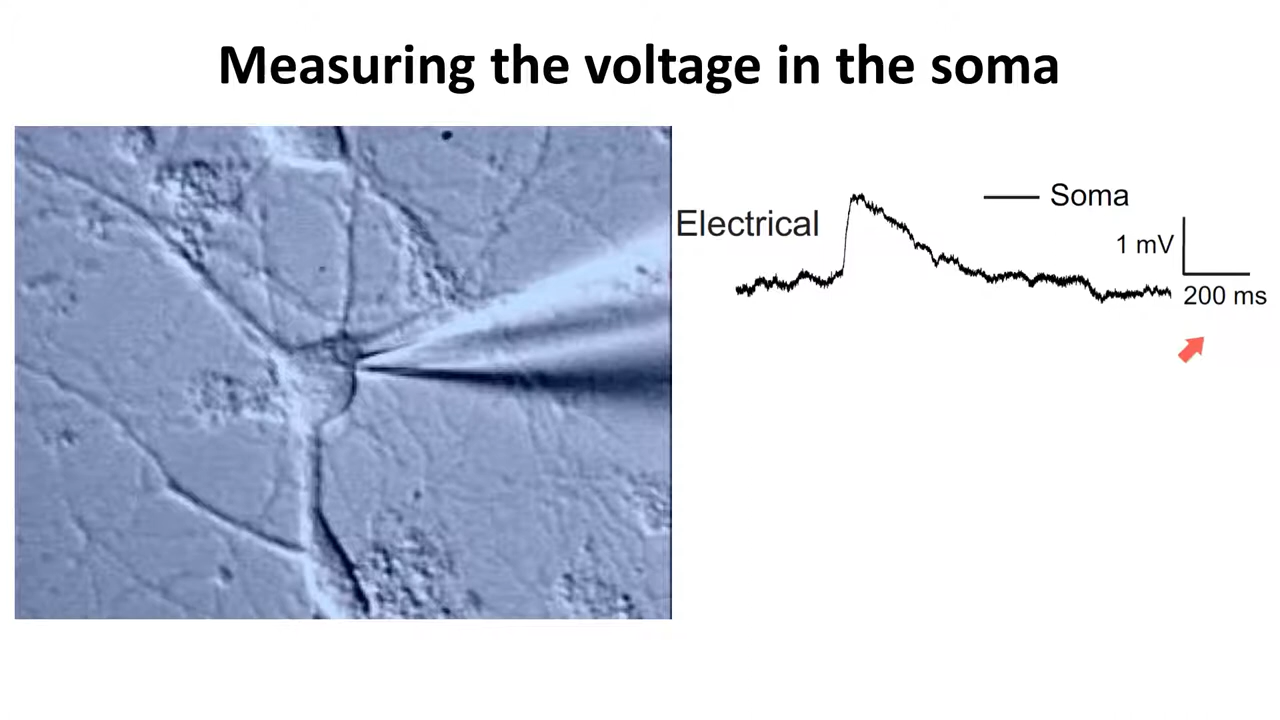 Measuring the voltage in the soma
Electrical
Soma
1 mV
200 ms